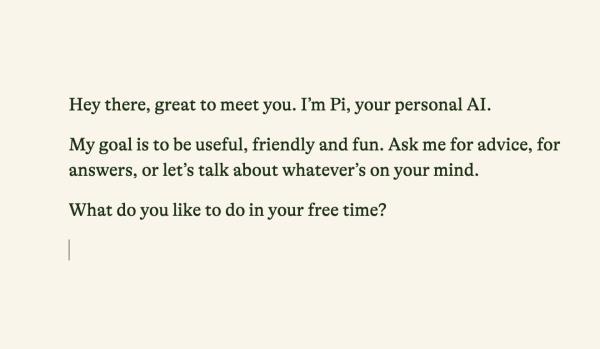 Hey there, great to meet you. I’m Pi, your personal AI.
My goal is to be useful, friendly and fun. Ask me for advice, for
answers, or let’s talk about whatever’s on your mind.
What do you like to do in your free time?